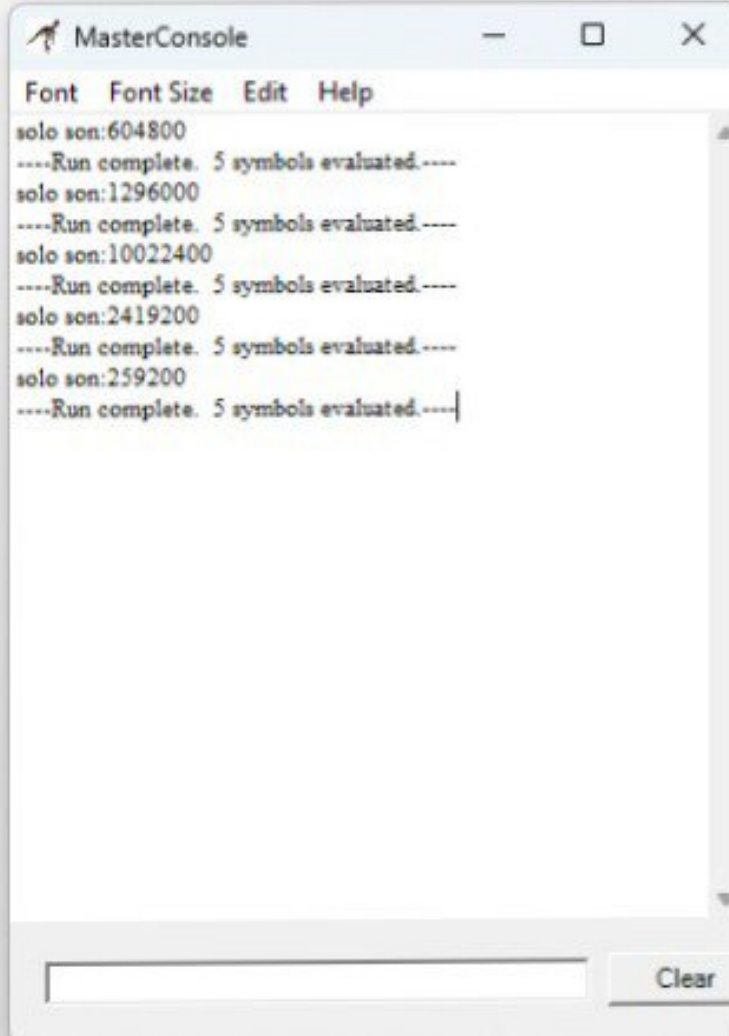 MasterConsole
Font Font Size Edit Help
solo son:604800
----Run complete.  5 symbols evaluated.----
solo son:1296000
----Run complete.  5 symbols evaluated.----
solo son:10022400
----Run complete.  5 symbols evaluated.----
solo son:2419200
----Run complete.  5 symbols evaluated.----
solo son:259200
----Run complete.  5 symbols evaluated.----
Clear